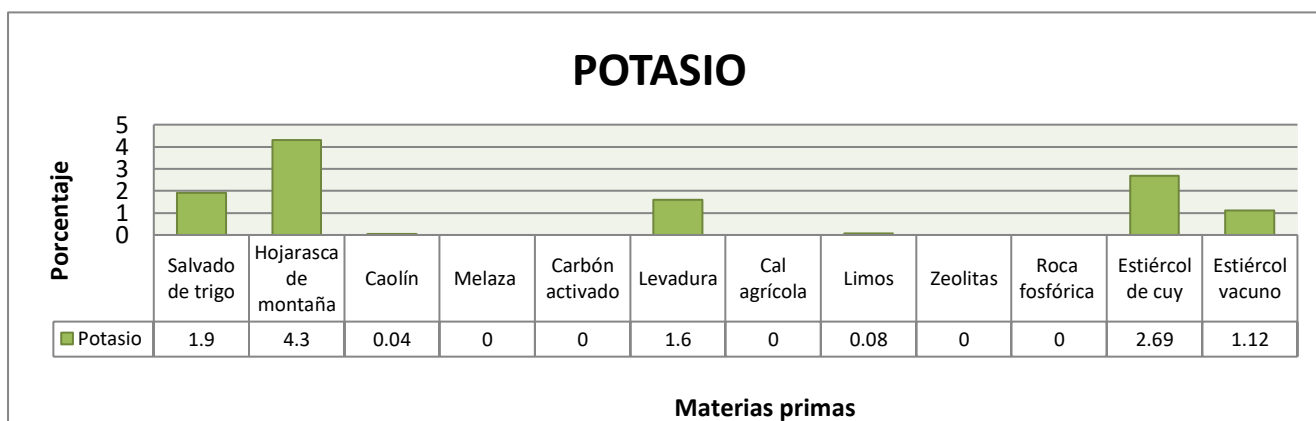 POTASIO
Porcentaje
5
4
3
2
1
0
Salvado de trigo
Hojarasca de montaña
Caolín
Melaza
Carbón activado
Levadura
Cal agrícola
Limos
Zeolitas
Roca fosfórica
Estiércol de cuy
Estiércol vacuno
Potasio 1.9 4.3 0.04 0 0 1.6 0 0.08 0 0 2.69 1.12
Materias primas